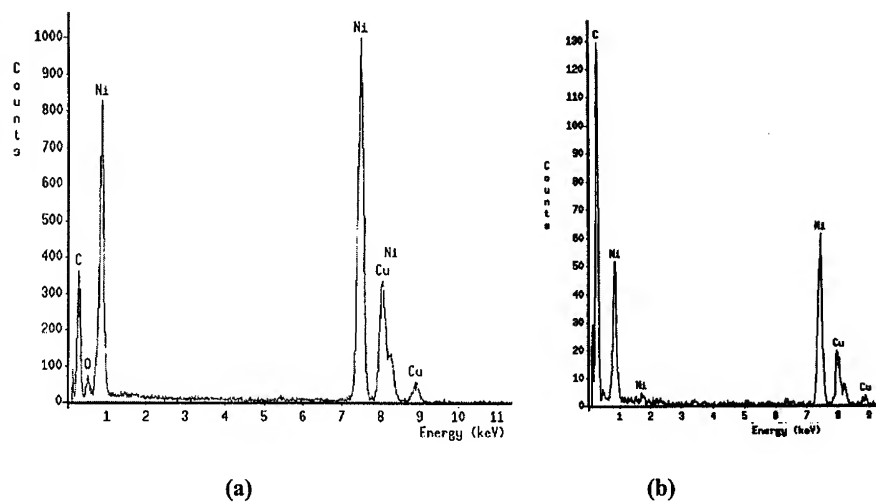 Counts
1000
900
800
700
600
500
400
300
200
100
0
C
O
Ni
Ni
Ni
Cu
Cu
1 2 3 4 5 6 7 8 9 10 11
Energy (keV)
(a)
Counts
130
120
110
100
90
80
70
60
50
40
30
20
10
0
C
Ni
Ni
Ni
Cu
Cu
1 2 3 4 5 6 7 8 9
Energy (keV)
(b)